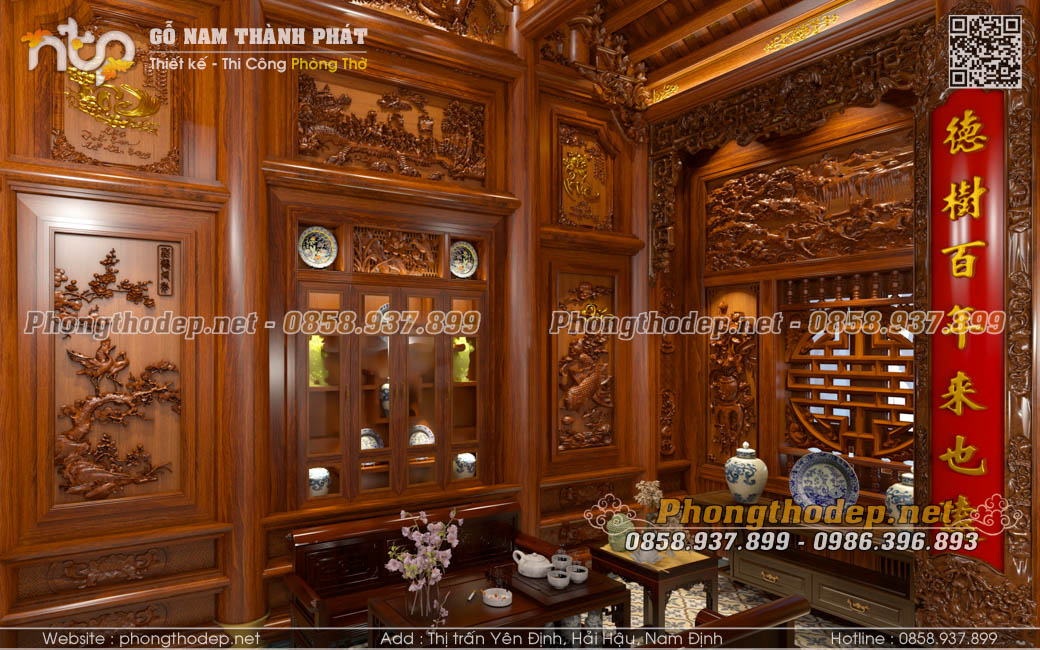 ntp
GỖ NAM THÀNH PHÁT
Thiết kế - Thi Công Phòng Thờ
德樹百年来也
Phongthodep.net - 0858.937.899
Phongthodep.net - 0858.937.899
Phongthodep.net
0858.937.899 - 0986.396.893
Website : phongthodep.net
Add : Thị trấn Yên Định, Hải Hậu, Nam Định
Hotline : 0858.937.899